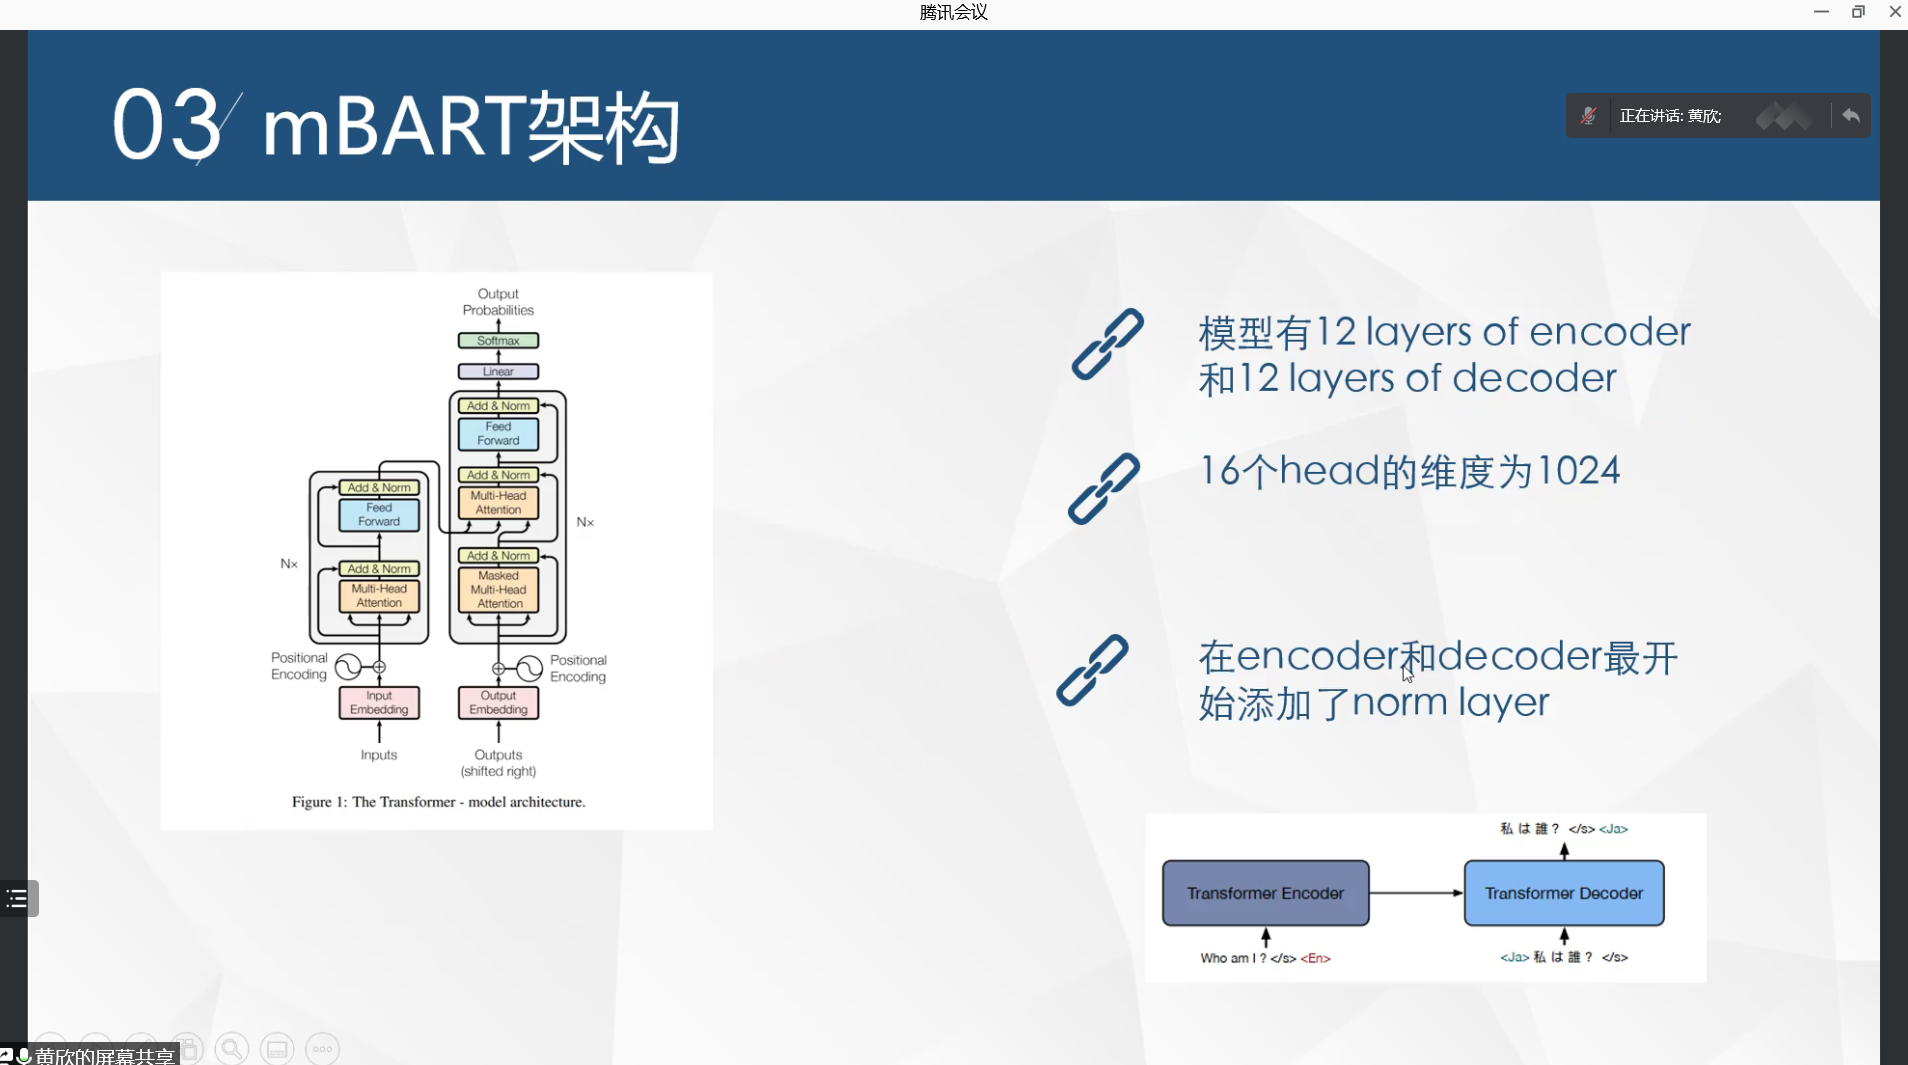 腾讯会议
03 mBART架构
正在讲话: 黄欣;
Output
Probabilities
Softmax
Linear
Add & Norm
Feed
Forward
Add & Norm
Multi-Head
Attention
Nx
Add & Norm
Masked
Multi-Head
Attention
Add & Norm
Feed
Forward
Nx
Add & Norm
Multi-Head
Attention
Positional
Encoding
Positional
Encoding
Input
Embedding
Output
Embedding
Inputs
Outputs
(shifted right)
Figure 1: The Transformer - model architecture.
模型有12 layers of encoder
和12 layers of decoder
16个head的维度为1024
在encoder和decoder最开
始添加了norm layer
私 は 誰 ? </s> <Ja>
Transformer Encoder
Transformer Decoder
Who am I ? </s> <En>
<Ja> 私 は 誰 ? </s>
黄欣的屏幕共享